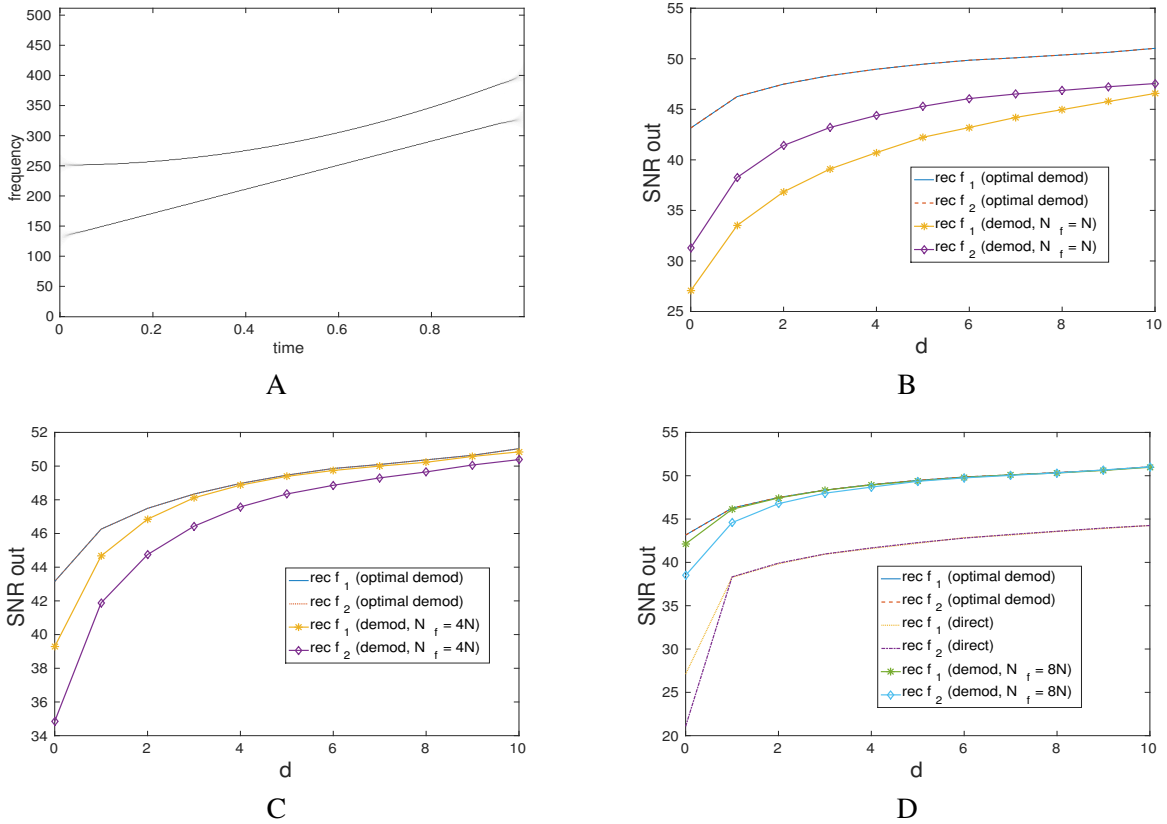 500
450
400
350
300
250
200
150
100
50
0
frequency
0
0.2
0.4
0.6
0.8
time
A
55
50
45
40
35
30
25
SNR out
rec f 1 (optimal demod)
rec f 2 (optimal demod)
rec f 1 (demod, N f = N)
rec f 2 (demod, N f = N)
0
2
4
6
8
10
d
B
52
50
48
46
44
42
40
38
36
34
SNR out
rec f 1 (optimal demod)
rec f 2 (optimal demod)
rec f 1 (demod, N f = 4N)
rec f 2 (demod, N f = 4N)
0
2
4
6
8
10
d
C
55
50
45
40
35
30
25
20
SNR out
rec f 1 (optimal demod)
rec f 2 (optimal demod)
rec f 1 (direct)
rec f 2 (direct)
rec f 1 (demod, N f = 8N)
rec f 2 (demod, N f = 8N)
0
2
4
6
8
10
d
D